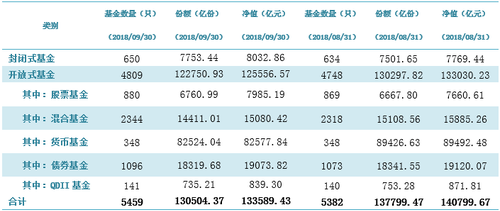 类别 基金数量（只） 份额（亿份） 净值（亿元） 基金数量（只） 份额（亿份） 净值（亿元）
(2018/09/30) (2018/09/30) (2018/09/30) (2018/08/31) (2018/08/31) (2018/08/31)
封闭式基金 650 7753.44 8032.86 634 7501.65 7769.44
开放式基金 4809 122750.93 125556.57 4748 130297.82 133030.23
其中：股票基金 880 6760.99 7985.19 869 6667.80 7660.61
其中：混合基金 2344 14411.01 15080.42 2318 15108.56 15885.26
其中：货币基金 348 82524.04 82577.84 348 89426.63 89492.48
其中：债券基金 1096 18319.68 19073.82 1073 18341.55 19120.07
其中：QDII 基金 141 735.21 839.30 140 753.28 871.81
合计 5459 130504.37 133589.43 5382 137799.47 140799.67